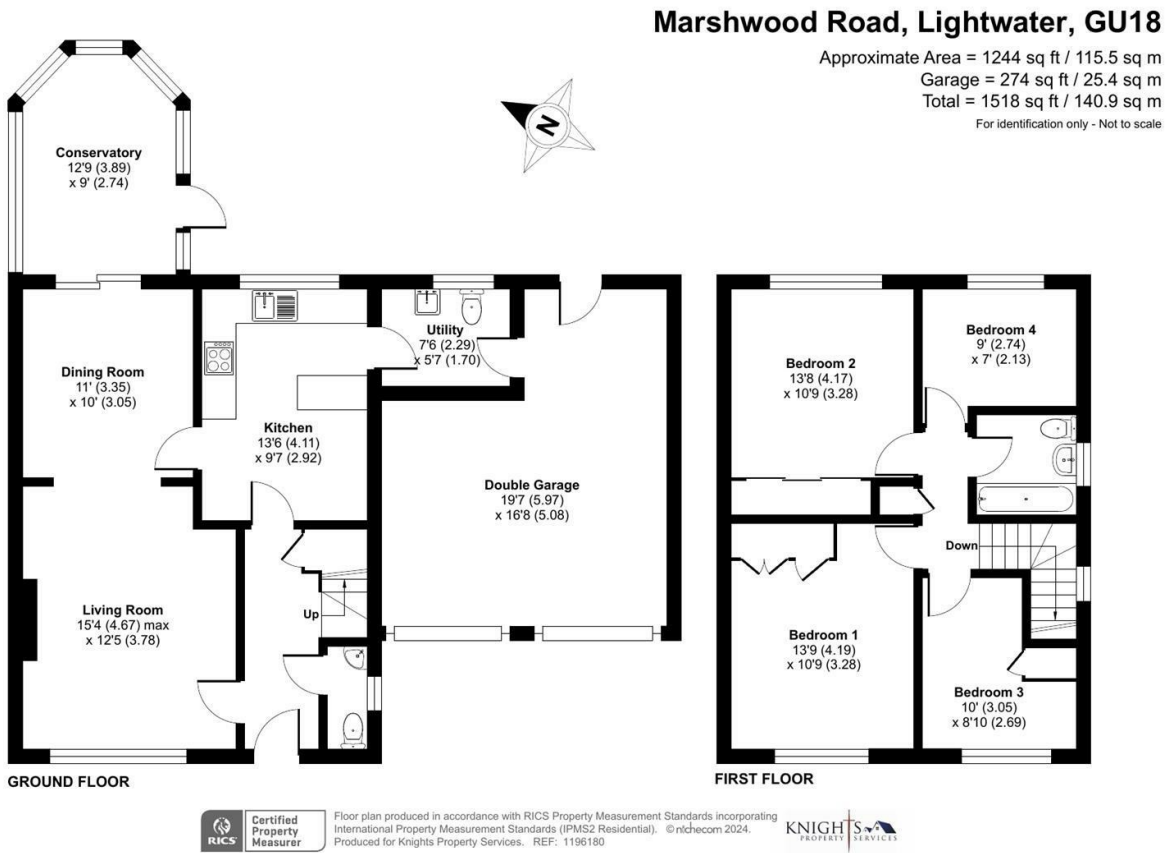 Marshwood Road, Lightwater, GU18
Approximate Area = 1244 sq ft / 115.5 sq m
Garage = 274 sq ft / 25.4 sq m
Total = 1518 sq ft / 140.9 sq m
For identification only - Not to scale
N
Conservatory
12'9 (3.89)
x 9' (2.74)
Dining Room
11' (3.35)
x 10' (3.05)
Kitchen
13'6 (4.11)
x 9'7 (2.92)
Utility
7'6 (2.29)
x 5'7 (1.70)
Double Garage
19'7 (5.97)
x 16'8 (5.08)
Living Room
15'4 (4.67) max
x 12'5 (3.78)
Up
GROUND FLOOR
Bedroom 2
13'8 (4.17)
x 10'9 (3.28)
Bedroom 4
9' (2.74)
x 7' (2.13)
Down
Bedroom 1
13'9 (4.19)
x 10'9 (3.28)
Bedroom 3
10' (3.05)
x 8'10 (2.69)
FIRST FLOOR
RICS
Certified
Property
Measurer
Floor plan produced in accordance with RICS Property Measurement Standards incorporating
International Property Measurement Standards (IPMS2 Residential). © nichecom 2024.
Produced for Knights Property Services. REF: 1196180
KNIGHTS
PROPERTY SERVICES